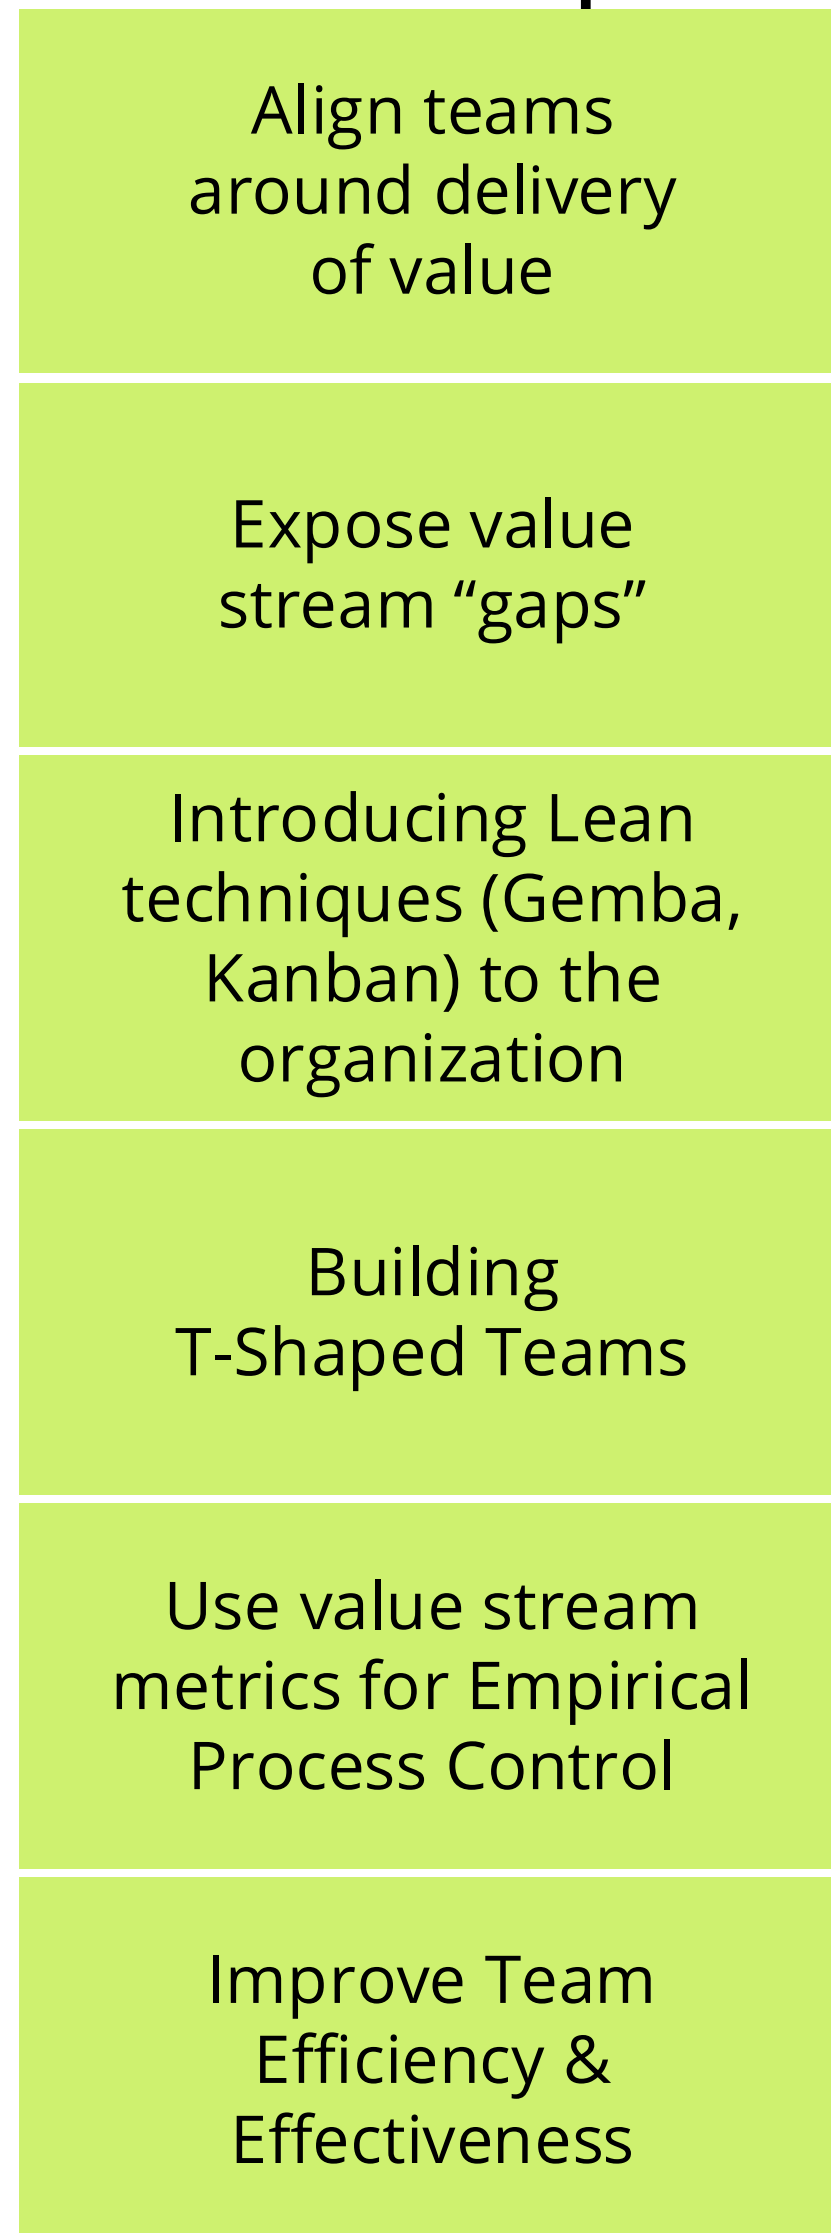 Align teams
around delivery
of value
Expose value
stream “gaps”
Introducing Lean
techniques (Gemba,
Kanban) to the
organization
Building
T-Shaped Teams
Use value stream
metrics for Empirical
Process Control
Improve Team
Efficiency &
Effectiveness